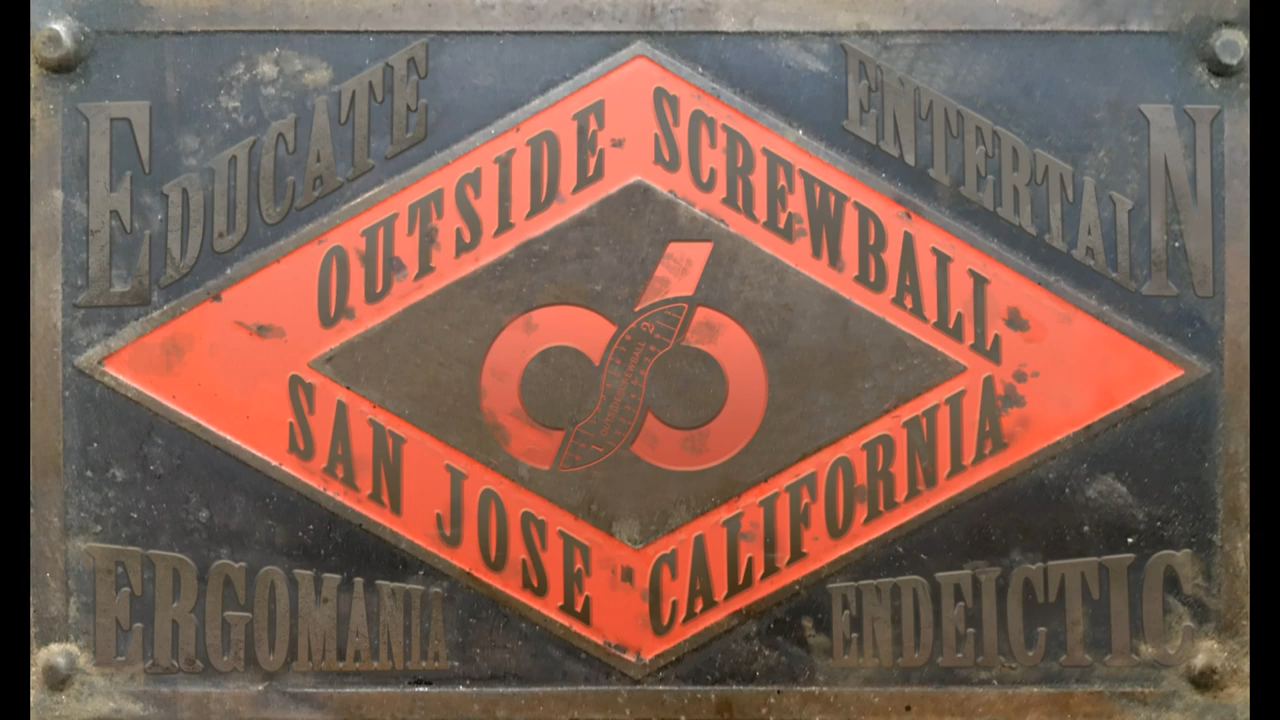 EDUCATE
ENTERTAIN
OUTSIDE SCREWBALL
SAN JOSE CALIFORNIA
ERGOMANIA
ENDEICTIC